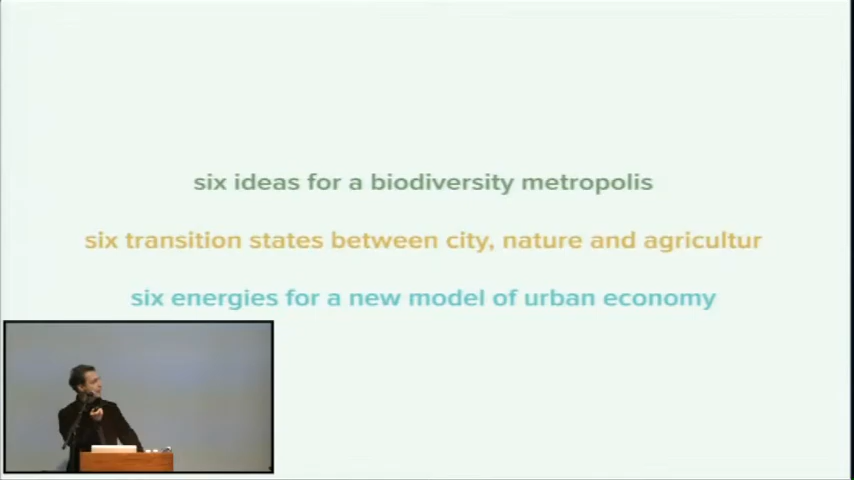 six ideas for a biodiversity metropolis
six transition states between city, nature and agricultur
six energies for a new model of urban economy